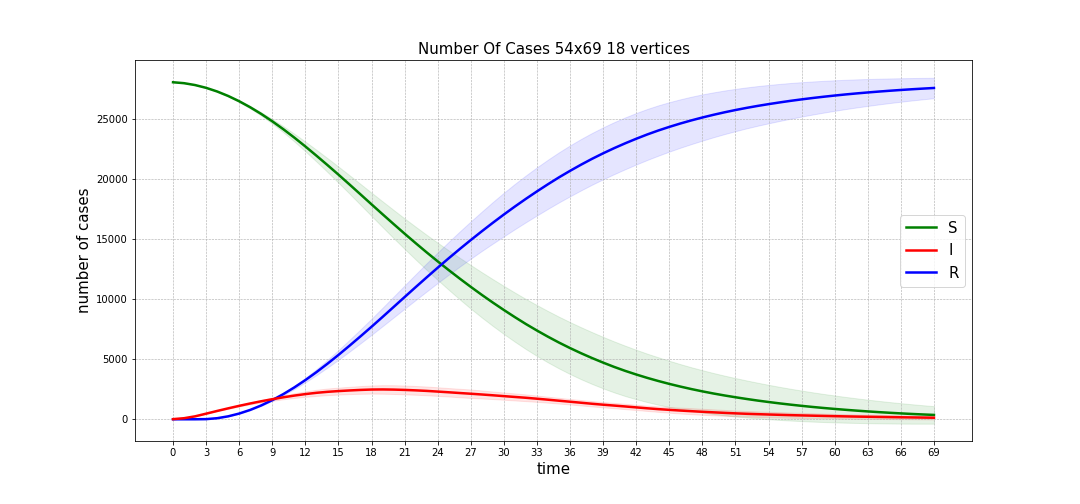 Number Of Cases 54x69 18 vertices
number of cases
25000
20000
15000
10000
5000
0
S
I
R
0 3 6 9 12 15 18 21 24 27 30 33 36 39 42 45 48 51 54 57 60 63 66 69
time